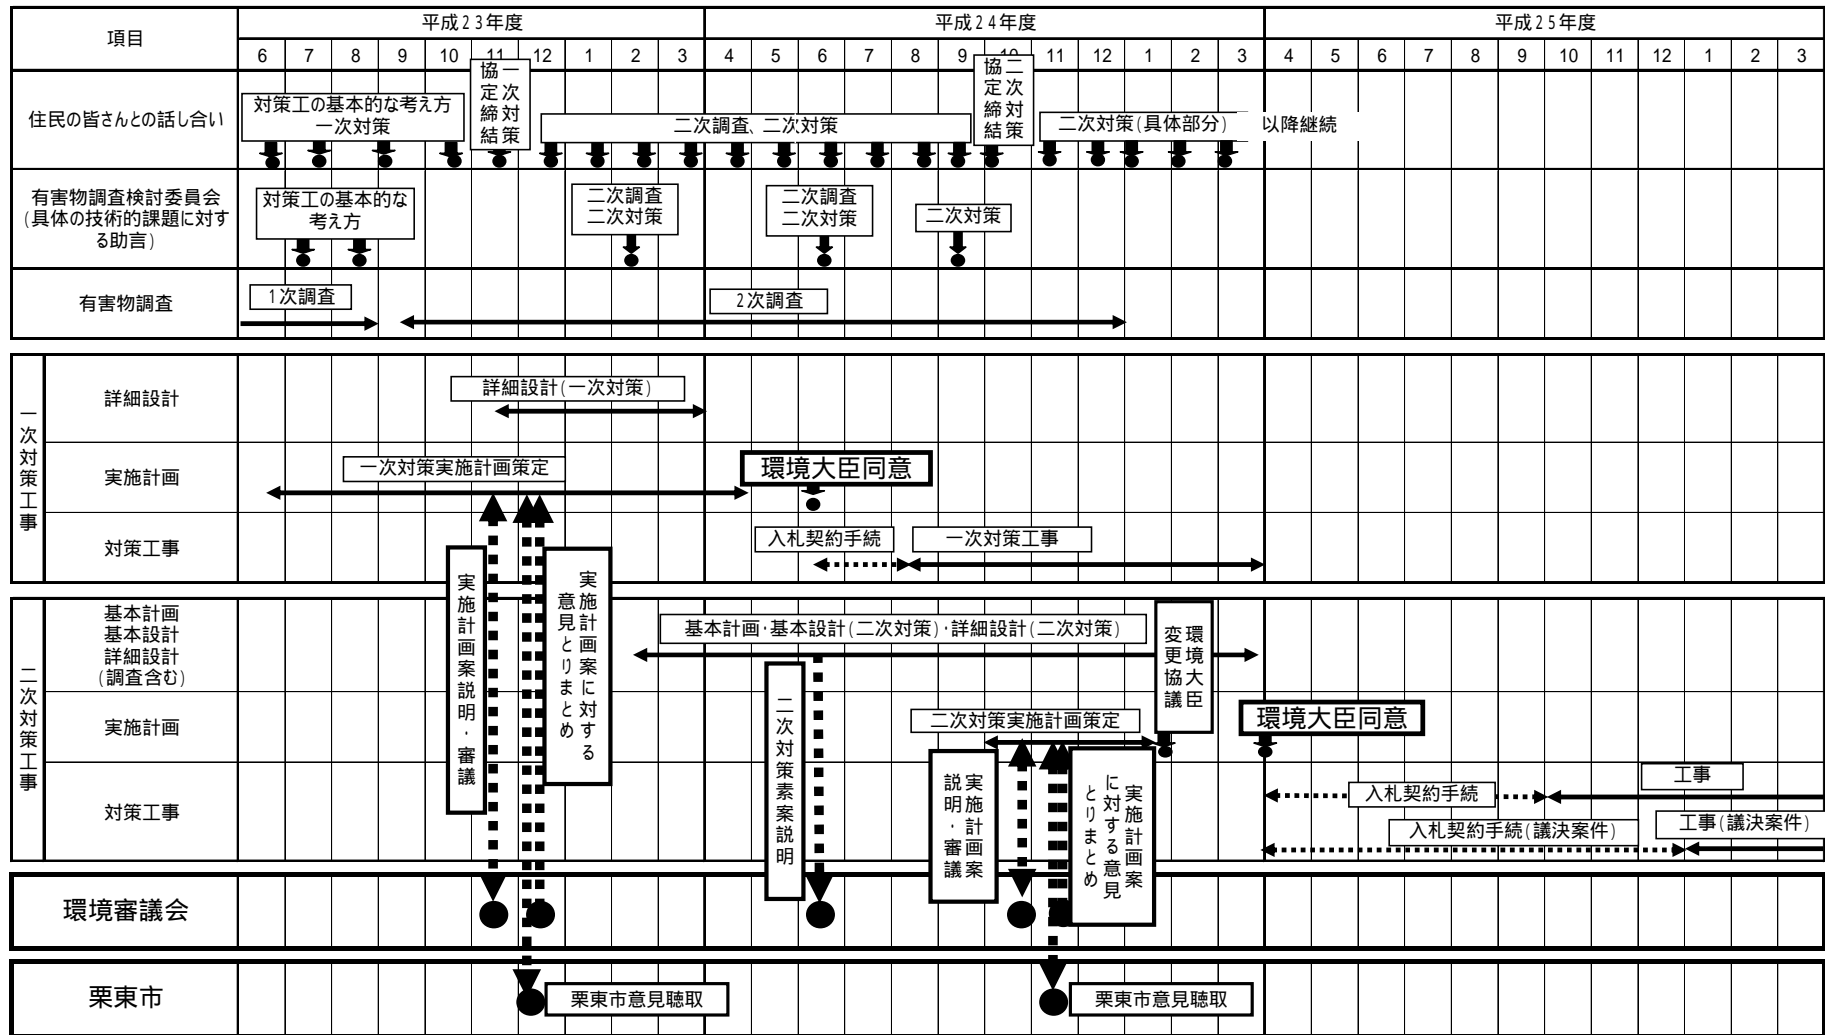 項目
平成23年度
平成24年度
平成25年度
6 7 8 9 10 11 12 1 2 3 4 5 6 7 8 9 10 11 12 1 2 3 4 5 6 7 8 9 10 11 12 1 2 3
住民の皆さんとの話し合い
対策工の基本的な考え方
一次対策
一次対策
協定締結
二次調査、二次対策
二次対策
協定締結
二次対策(具体部分)
以降継続
有害物調査検討委員会
(具体の技術的課題に対す
る助言)
対策工の基本的な
考え方
二次調査
二次対策
二次調査
二次対策
二次対策
有害物調査
1次調査
2次調査
一次対策工事
詳細設計
詳細設計(一次対策)
実施計画
一次対策実施計画策定
環境大臣同意
対策工事
入札契約手続
一次対策工事
実施計画案説明・審議
実施計画案に対する
意見とりまとめ
二次対策工事
基本計画
基本設計
詳細設計
(調査含む)
基本計画・基本設計(二次対策)・詳細設計(二次対策)
環境大臣
変更協議
二次対策素案説明
実施計画
二次対策実施計画策定
環境大臣同意
実施計画案
説明・審議
実施計画案
に対する意見
とりまとめ
対策工事
入札契約手続
工事
入札契約手続(議決案件)
工事(議決案件)
環境審議会
栗東市
栗東市意見聴取
栗東市意見聴取